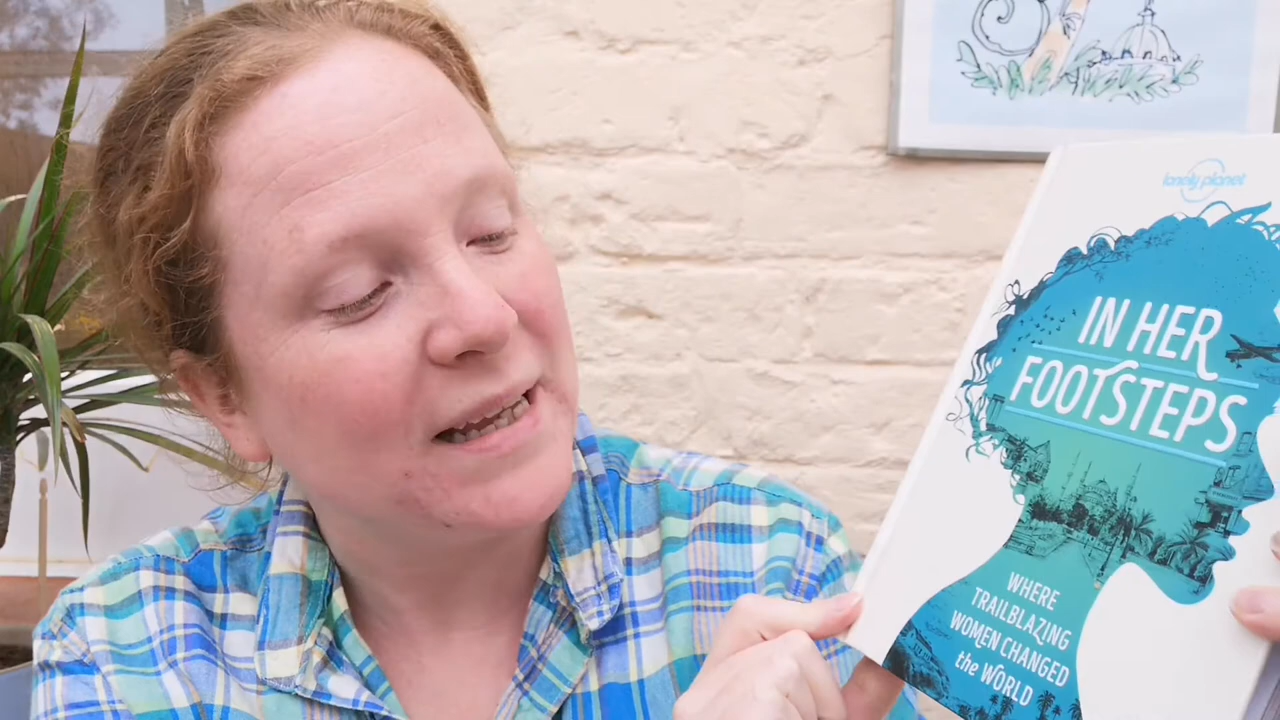 lonely planet
IN HER
FOOTSTEPS
WHERE
TRAILBLAZING
WOMEN CHANGED
the WORLD